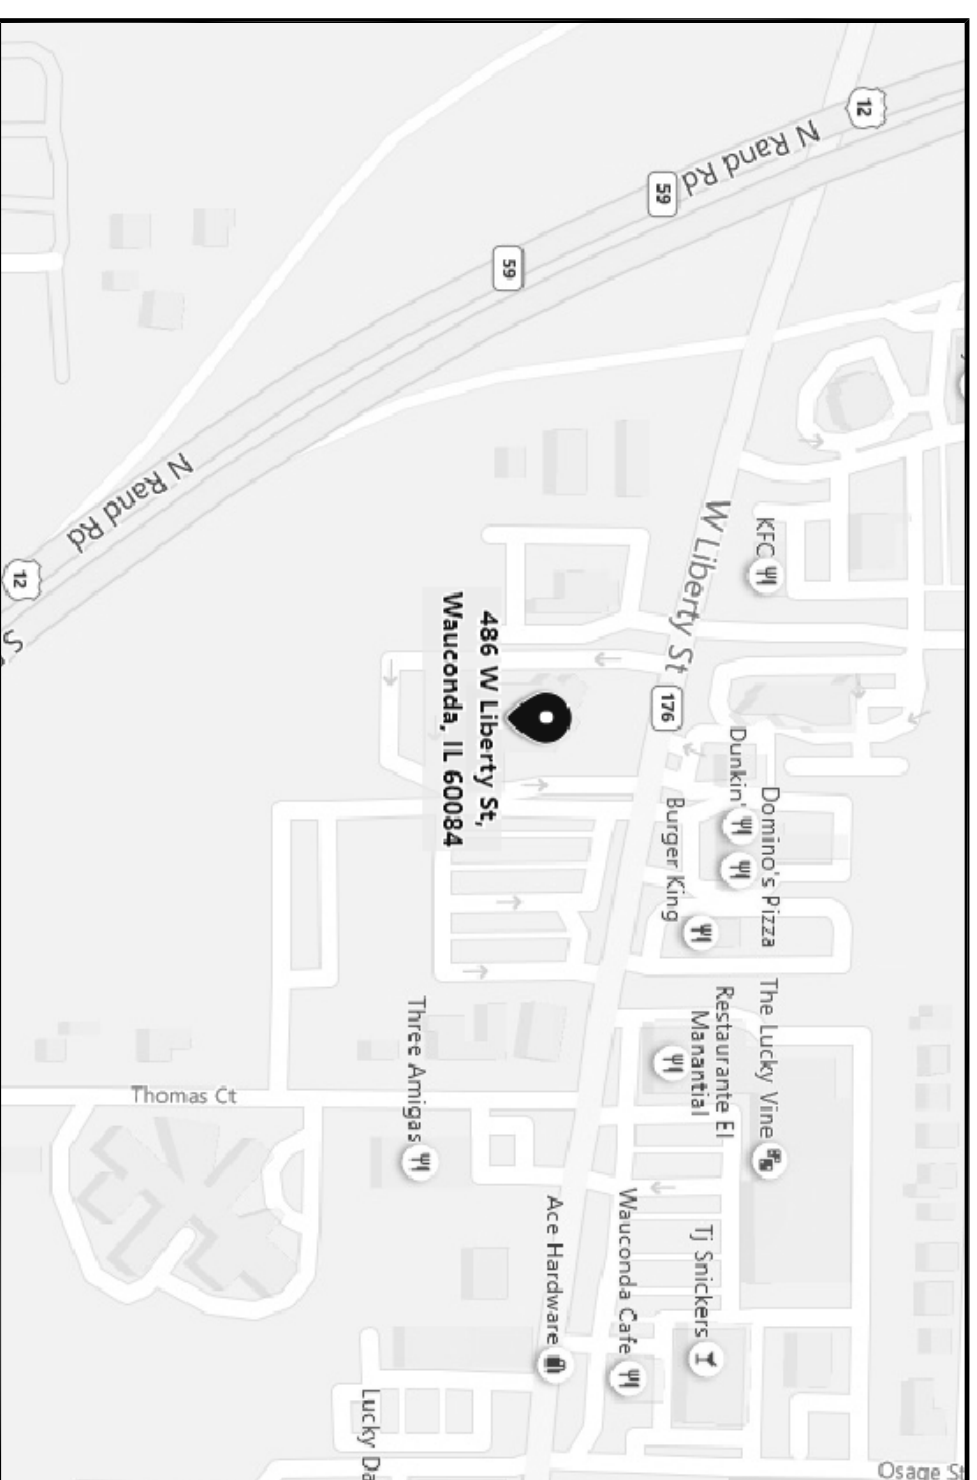 12
N Rand Rd
59
59
N Rand Rd
12
S
KFC
W Liberty St
176
486 W Liberty St,
Wauconda, IL 60084
Dunkin'
Domino's Pizza
Burger King
The Lucky Vine
Restaurante El
Manantial
Three Amigas
Thomas Ct
Ace Hardware
Wauconda Cafe
Tj Snickers
Lucky Da
Osage St